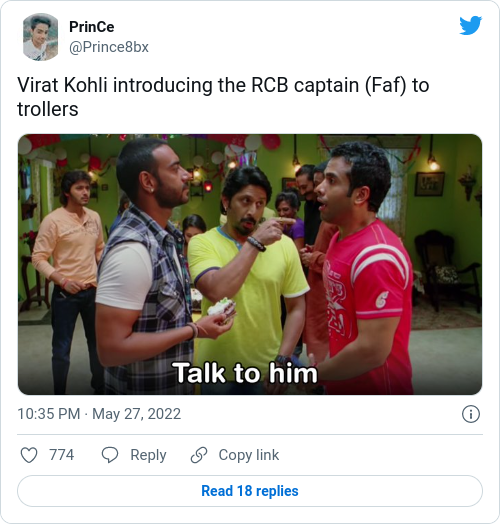 PrinCe
@Prince8bx
Virat Kohli introducing the RCB captain (Faf) to
trollers
Talk to him
10:35 PM · May 27, 2022
774 Reply Copy link
Read 18 replies